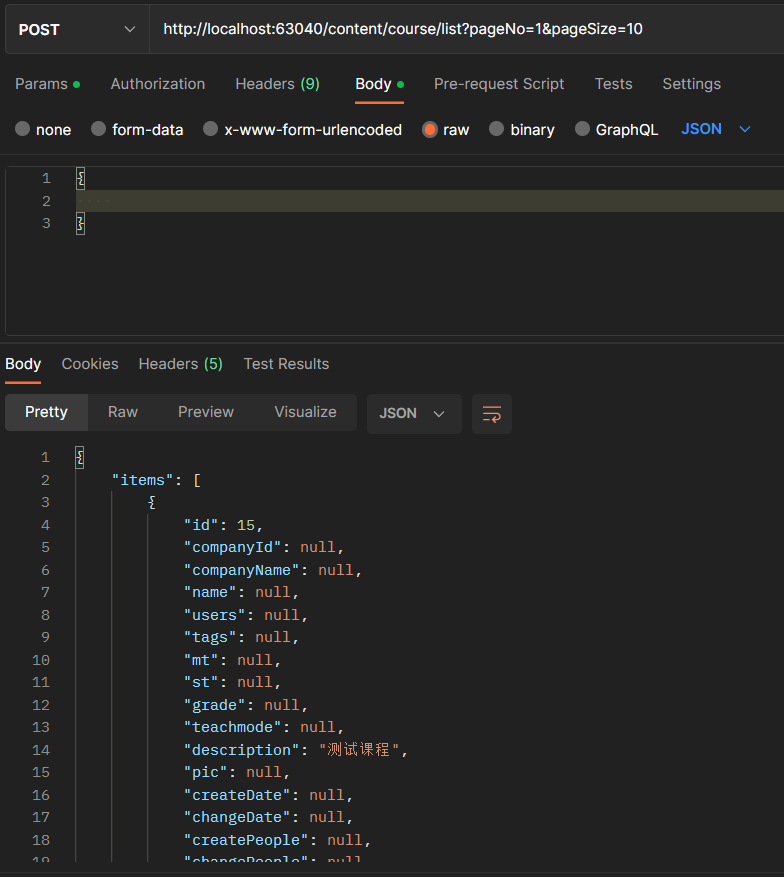 POST http://localhost:63040/content/course/list?pageNo=1&pageSize=10
Params Authorization Headers (9) Body Pre-request Script Tests Settings
none form-data x-www-form-urlencoded raw binary GraphQL JSON
1 {
2
3 }
Body Cookies Headers (5) Test Results
Pretty Raw Preview Visualize JSON
1 {
2 "items": [
3 {
4 "id": 15,
5 "companyId": null,
6 "companyName": null,
7 "name": null,
8 "users": null,
9 "tags": null,
10 "mt": null,
11 "st": null,
12 "grade": null,
13 "teachmode": null,
14 "description": "测试课程",
15 "pic": null,
16 "createDate": null,
17 "changeDate": null,
18 "createPeople": null,
19 "changePeople": null